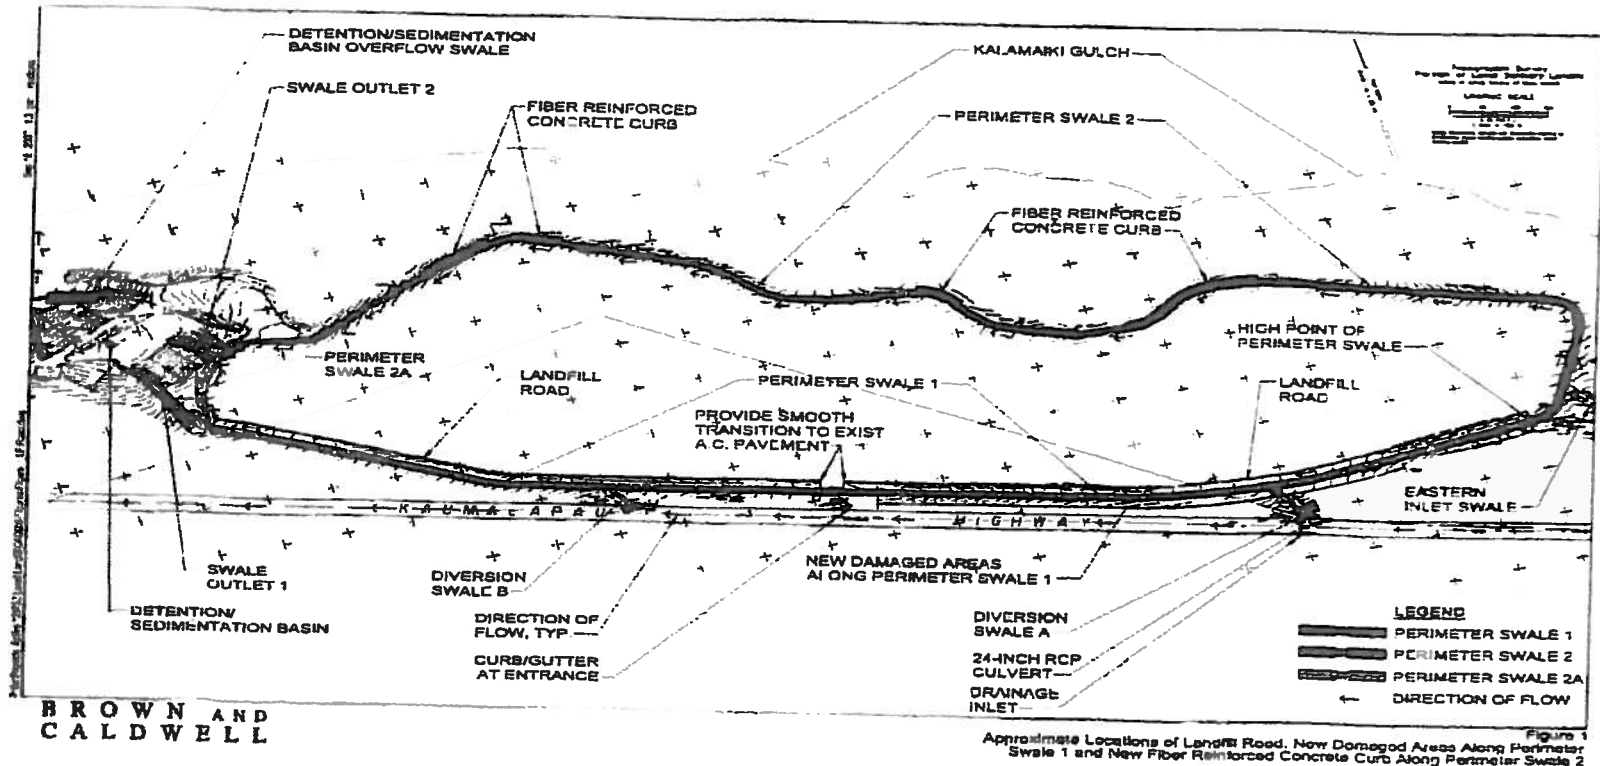 DETENTION/SEDIMENTATION
BASIN OVERFLOW SWALE
SWALE OUTLET 2
FIBER REINFORCED
CONCRETE CURB
KALAMAIKI GULCH
PERIMETER SWALE 2
FIBER REINFORCED
CONCRETE CURB
GRAPHIC SCALE
HIGH POINT OF
PERIMETER SWALE
PERIMETER
SWALE 2A
LANDFILL
ROAD
PERIMETER SWALE 1
LANDFILL
ROAD
PROVIDE SMOOTH
TRANSITION TO EXIST
A.C. PAVEMENT
EASTERN
INLET SWALE
KAUMALAPAU HIGHWAY
SWALE
OUTLET 1
DIVERSION
SWALE B
NEW DAMAGED AREAS
ALONG PERIMETER SWALE 1
DETENTION/
SEDIMENTATION BASIN
DIRECTION OF
FLOW, TYP.
DIVERSION
SWALE A
CURB/GUTTER
AT ENTRANCE
24-INCH RCP
CULVERT
DRAINAGE
INLET
LEGEND
PERIMETER SWALE 1
PERIMETER SWALE 2
PERIMETER SWALE 2A
DIRECTION OF FLOW
BROWN AND
CALDWELL
Figure 1
Approximate Locations of Landfill Road, New Damaged Areas Along Perimeter
Swale 1 and New Fiber Reinforced Concrete Curb Along Perimeter Swale 2